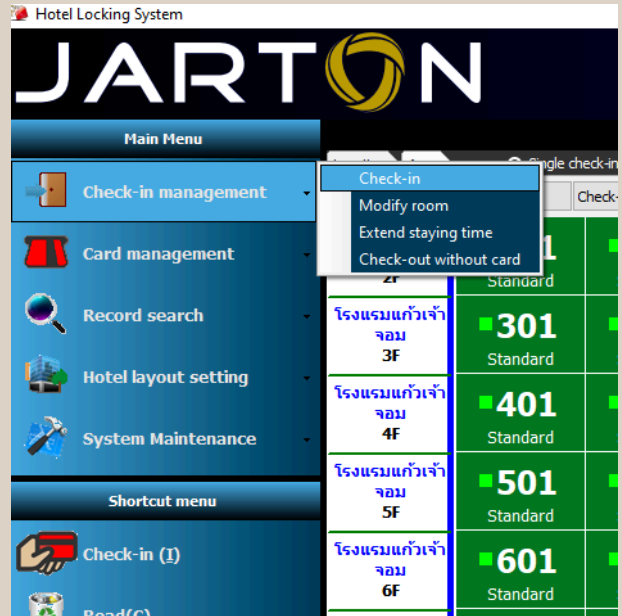 Hotel Locking System
JARTON
Main Menu
Check-in management
Card management
Record search
Hotel layout setting
System Maintenance
Shortcut menu
Check-in (I)
Check-in
Modify room
Extend staying time
Check-out without card
Single check-in
Check-
2F
Standard
โรงแรมแก้วเจ้า
จอม
3F
301
Standard
โรงแรมแก้วเจ้า
จอม
4F
401
Standard
โรงแรมแก้วเจ้า
จอม
5F
501
Standard
โรงแรมแก้วเจ้า
จอม
6F
601
Standard